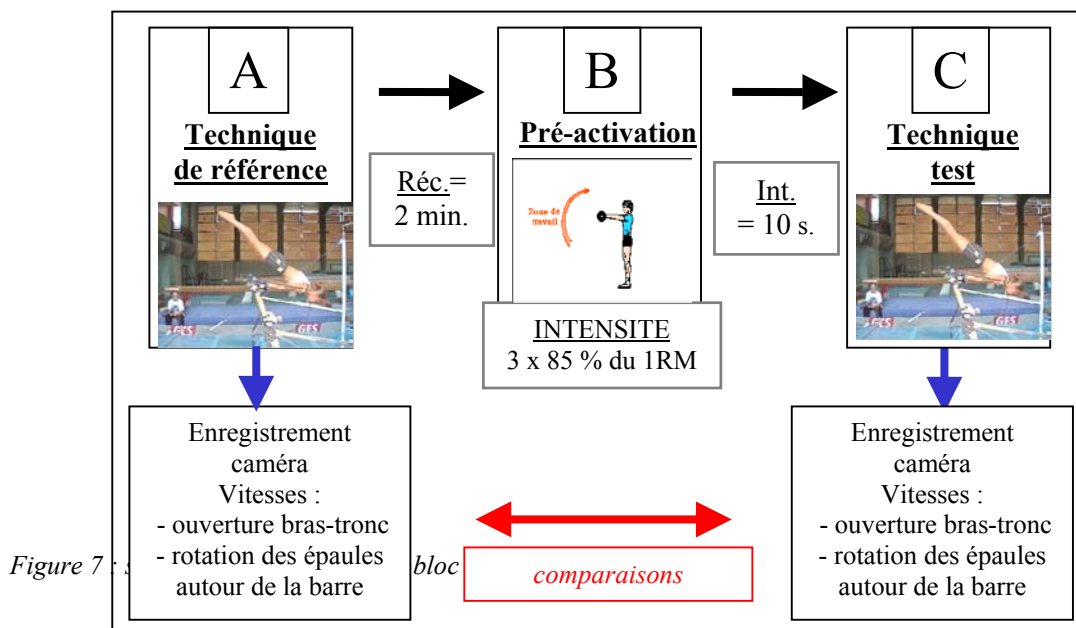 A
Technique
de référence
Réc.=
2 min.
B
Pré-activation
Zone de
travail
INTENSITE
3 x 85 % du 1RM
Int.
= 10 s.
C
Technique
test
GES
GES
Enregistrement
caméra
Vitesses :
- ouverture bras-tronc
- rotation des épaules
autour de la barre
comparaisons
Enregistrement
caméra
Vitesses :
- ouverture bras-tronc
- rotation des épaules
autour de la barre
Figure 7 : bloc